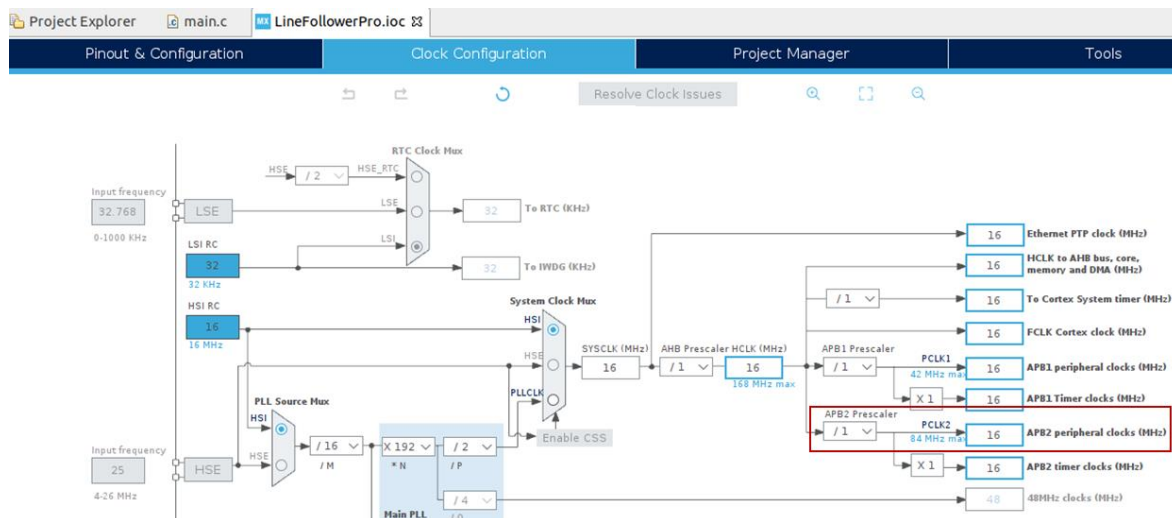 Project Explorer main.c MX LineFollowerPro.ioc
Pinout & Configuration Clock Configuration Project Manager Tools
Resolve Clock Issues
RTC Clock Mux
HSE / 2 HSE_RTC
Input frequency
32.768 LSE LSE 32 To RTC (KHz)
0-1000 KHz
LSI RC LSI
32 32 To IWDG (KHz)
32 KHz
HSI RC
16
16 MHz
System Clock Mux
HSI
HSE
PLLCLK
SYSCLK (MHz) AHB Prescaler HCLK (MHz)
16 / 1 16
168 MHz max
Enable CSS
16 Ethernet PTP clock (MHz)
16 HCLK to AHB bus, core,
memory and DMA (MHz)
/ 1 16 To Cortex System timer (MHz)
16 FCLK Cortex clock (MHz)
APB1 Prescaler PCLK1
/ 1 16 APB1 peripheral clocks (MHz)
42 MHz max
X 1 16 APB1 Timer clocks (MHz)
APB2 Prescaler PCLK2
/ 1 16 APB2 peripheral clocks (MHz)
84 MHz max
X 1 16 APB2 timer clocks (MHz)
48 48MHz clocks (MHz)
PLL Source Mux
HSI
HSE
/ 16 X 192 / 2
/ M * N / P
/ 4
Main PLL / Q
Input frequency
25 HSE
4-26 MHz